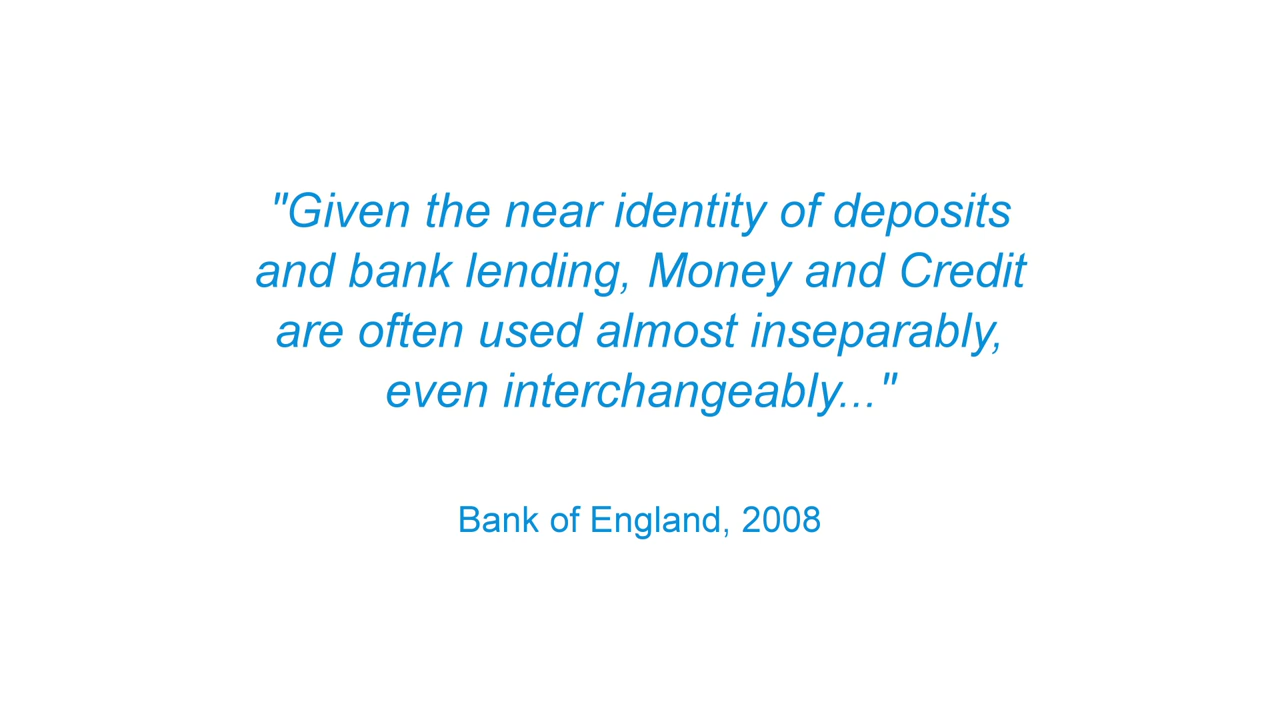 "Given the near identity of deposits
and bank lending, Money and Credit
are often used almost inseparably,
even interchangeably..."
Bank of England, 2008